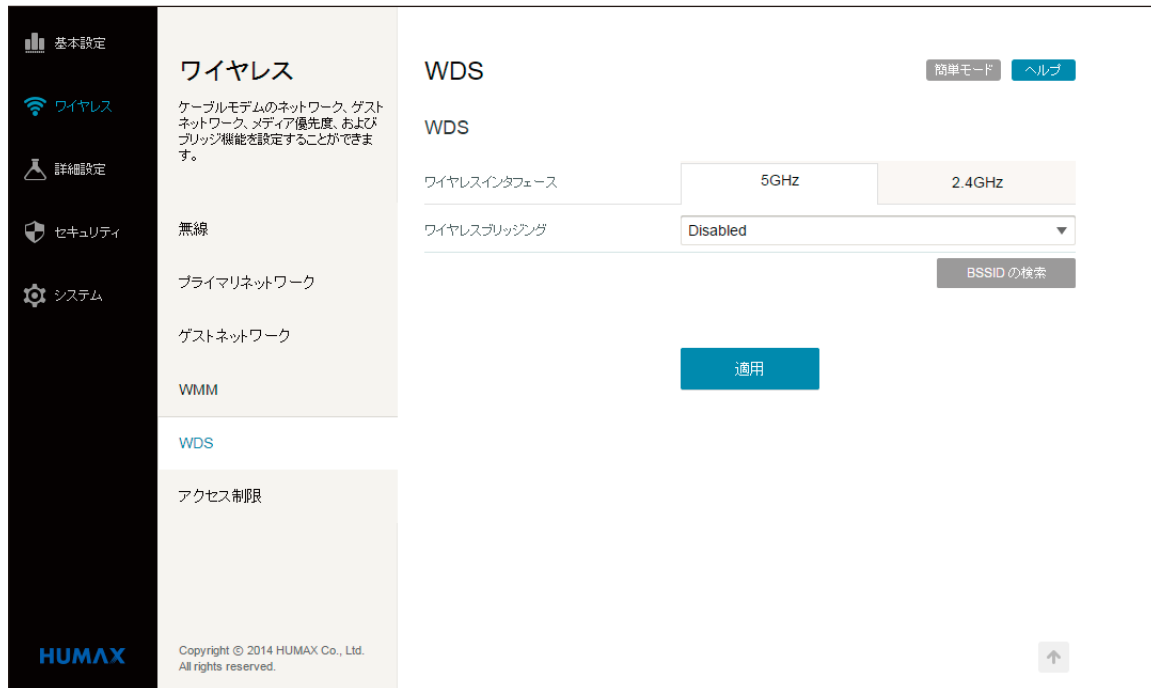 基本設定
ワイヤレス
詳細設定
セキュリティ
システム
HUMAX
ワイヤレス
ケーブルモデムのネットワーク、ゲスト
ネットワーク、メディア優先度、および
ブリッジ機能を設定することができま
す。
無線
プライマリネットワーク
ゲストネットワーク
WMM
WDS
アクセス制限
Copyright © 2014 HUMAX Co., Ltd.
All rights reserved.
WDS
簡単モード ヘルプ
WDS
ワイヤレスインタフェース 5GHz 2.4GHz
ワイヤレスブリッジング Disabled
BSSID の検索
適用